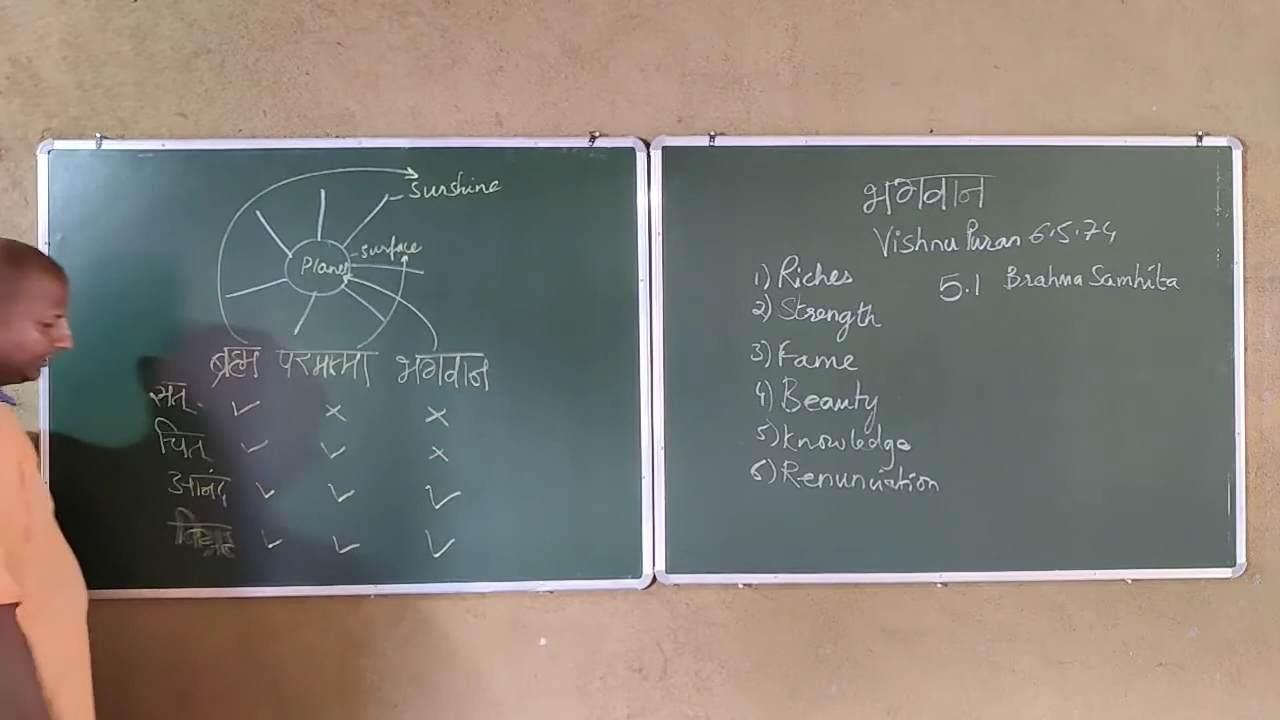 Sunshine
surface
Planet
ब्रह्म परमात्मा भगवान
सत् ✓ × ×
चित् ✓ ✓ ×
आनंद ✓ ✓ ✓
✓ ✓ ✓
भगवान
Vishnu Puran 6.5.74
5.1 Brahma Samhita
1) Riches
2) Strength
3) Fame
4) Beauty
5) Knowledge
6) Renunciation